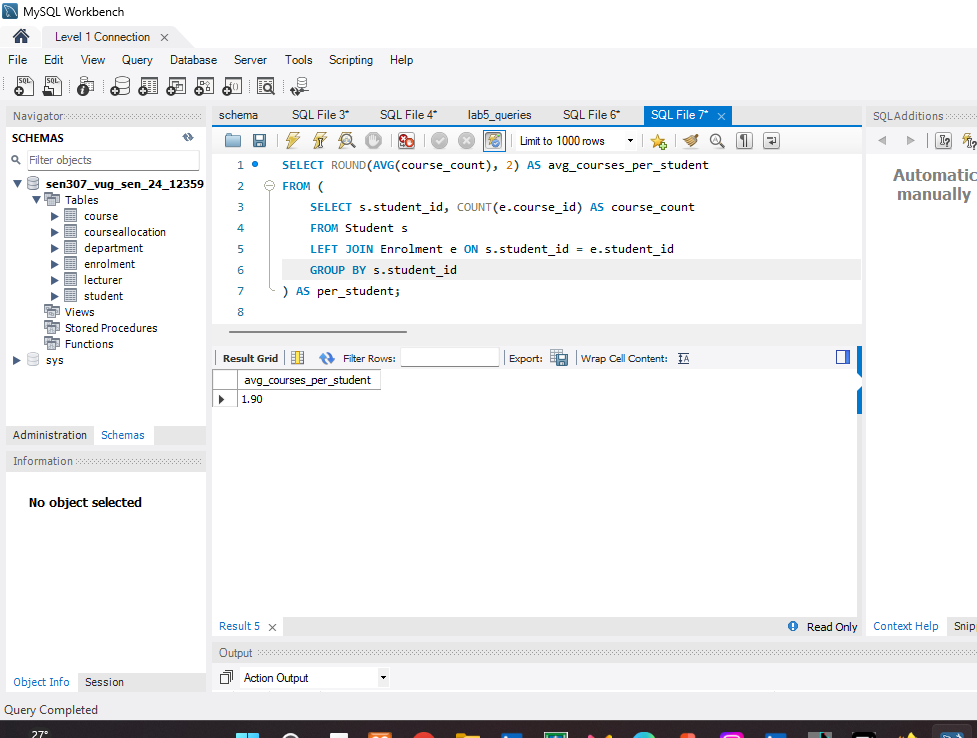 MySQL Workbench
Level 1 Connection
File Edit View Query Database Server Tools Scripting Help
Navigator
SCHEMAS
Filter objects
sen307_vug_sen_24_12359
Tables
course
courseallocation
department
enrolment
lecturer
student
Views
Stored Procedures
Functions
sys
Administration Schemas
Information
No object selected
Object Info Session
schema SQL File 3* SQL File 4* lab5_queries SQL File 6* SQL File 7*
Limit to 1000 rows
1 SELECT ROUND(AVG(course_count), 2) AS avg_courses_per_student
2 FROM (
3 SELECT s.student_id, COUNT(e.course_id) AS course_count
4 FROM Student s
5 LEFT JOIN Enrolment e ON s.student_id = e.student_id
6 GROUP BY s.student_id
7 ) AS per_student;
8
Result Grid Filter Rows: Export: Wrap Cell Content:
avg_courses_per_student
1.90
Result 5
Read Only
Output
Action Output
SQLAdditions
Automatic
manually
Context Help Snip
Query Completed
27°